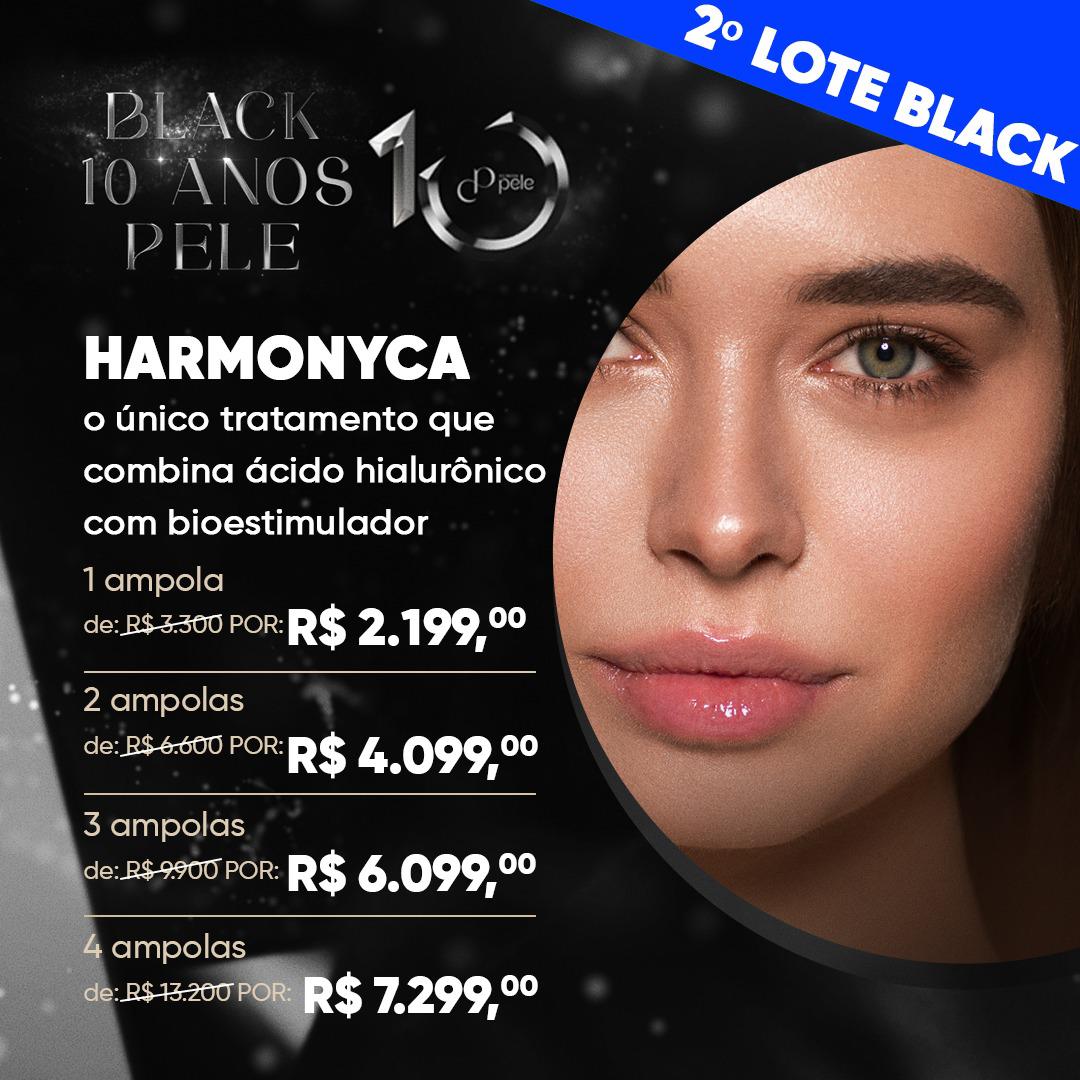 2º LOTE BLACK
BLACK
10 ANOS
PELE
10
pele
HARMONYCA
o único tratamento que
combina ácido hialurônico
com bioestimulador
1 ampola
de: R$ 3.300 POR: R$ 2.199,00
2 ampolas
de: R$ 6.600 POR: R$ 4.099,00
3 ampolas
de: R$ 9.900 POR: R$ 6.099,00
4 ampolas
de: R$ 13.200 POR: R$ 7.299,00